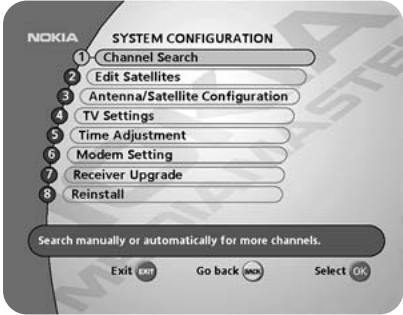 NOKIA SYSTEM CONFIGURATION
1 Channel Search
2 Edit Satellites
3 Antenna/Satellite Configuration
4 TV Settings
5 Time Adjustment
6 Modem Setting
7 Receiver Upgrade
8 Reinstall
Search manually or automatically for more channels.
Exit EXIT Go back BACK Select OK
NOKIA
MEDIAMASTER